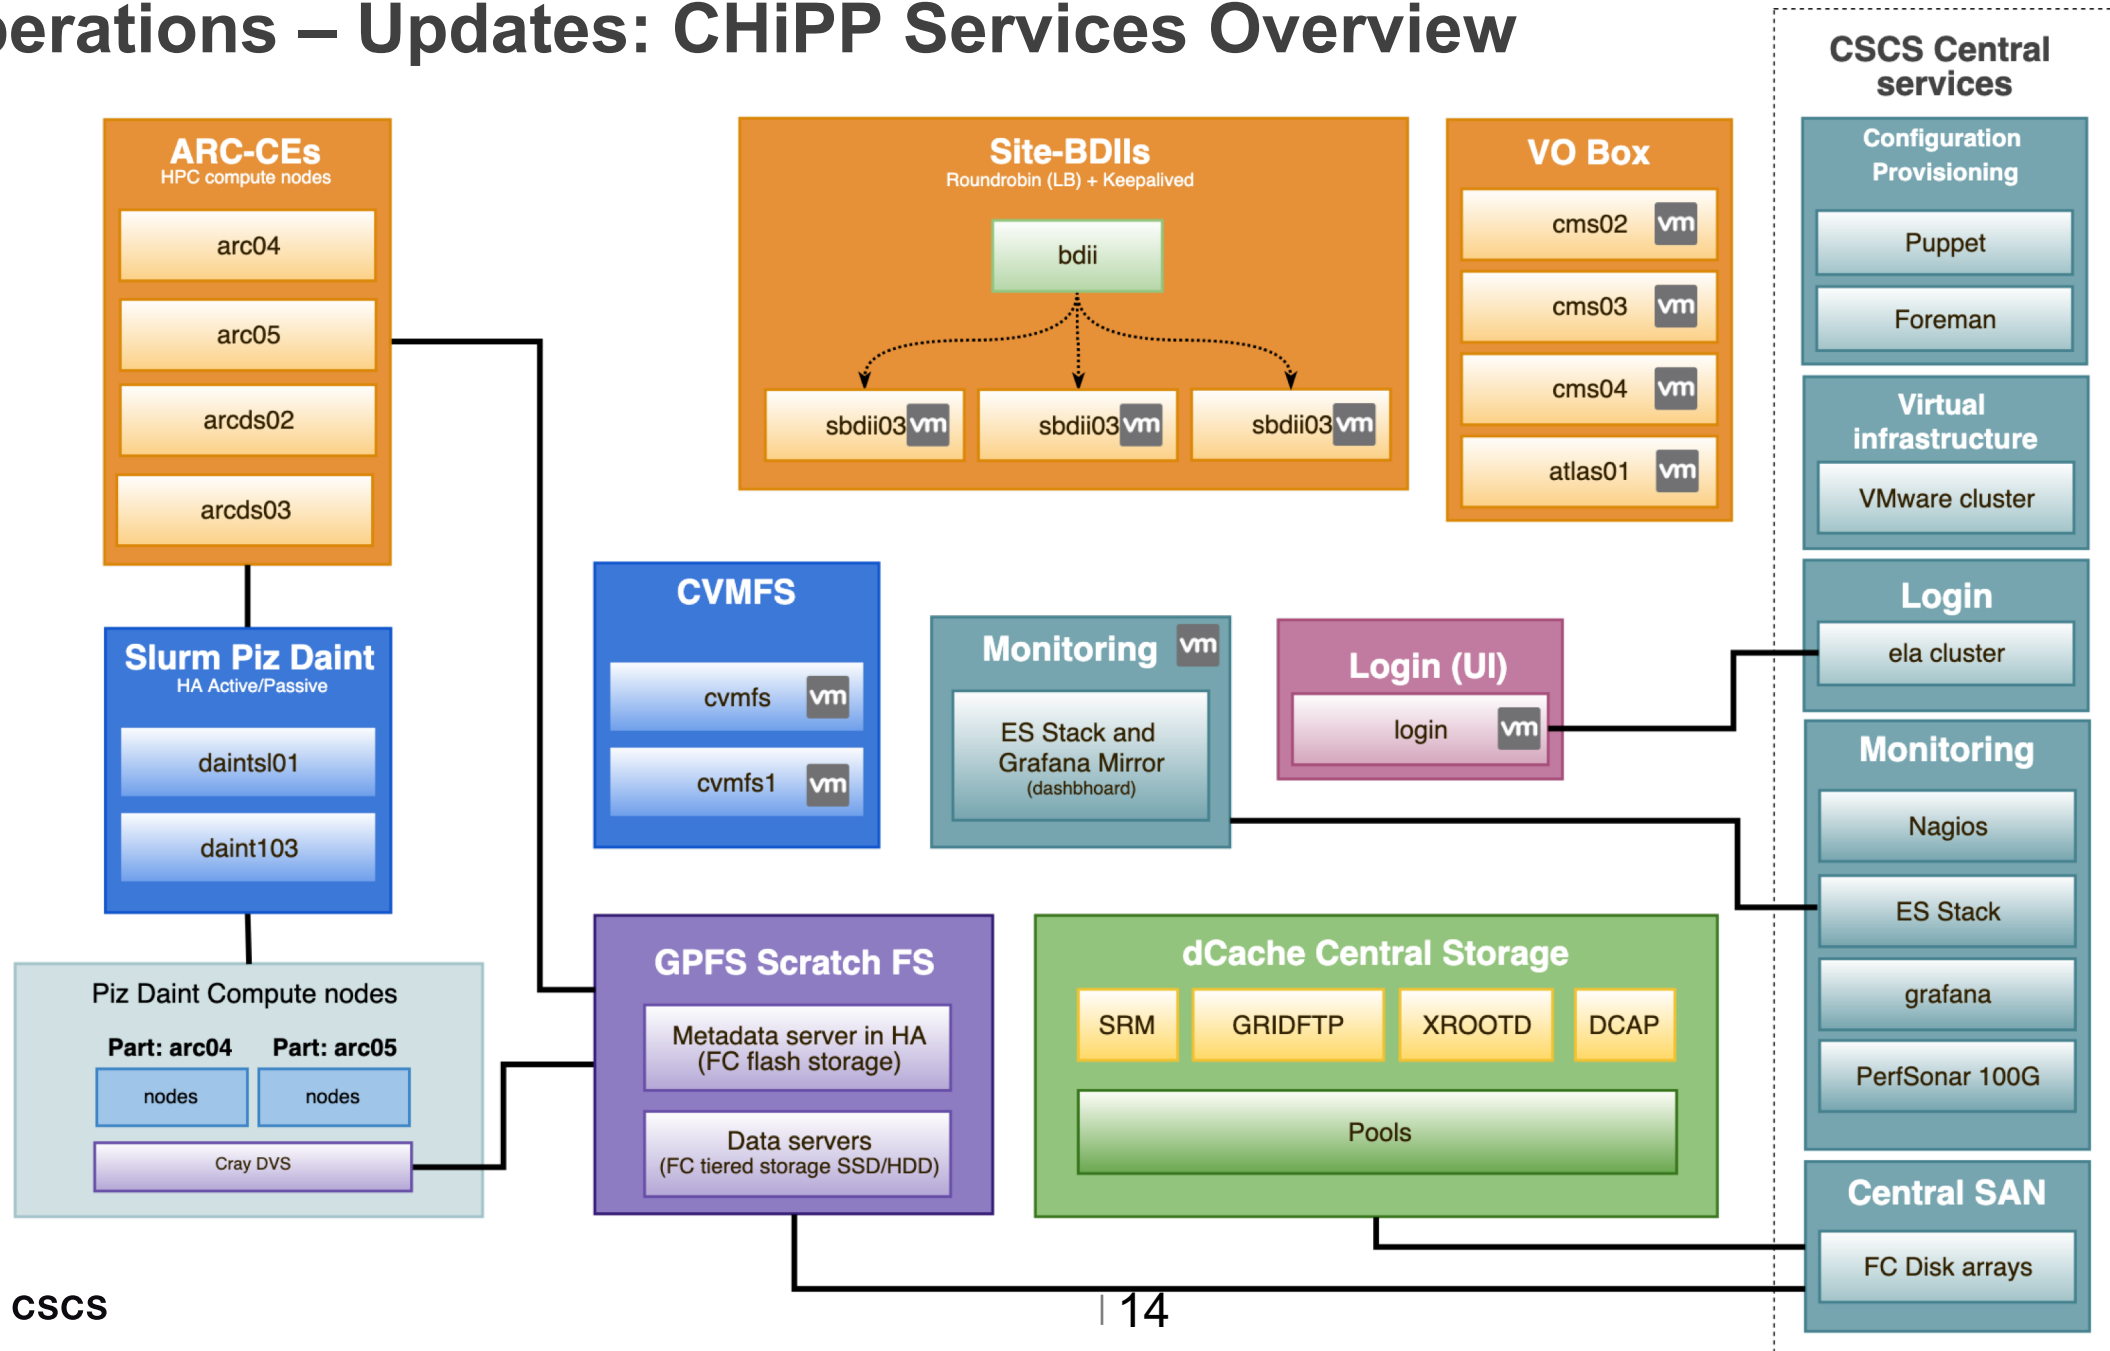 perations – Updates: CHiPP Services Overview
ARC-CEs
HPC compute nodes
arc04
arc05
arcds02
arcds03
Slurm Piz Daint
HA Active/Passive
daintsl01
daint103
Piz Daint Compute nodes
Part: arc04 Part: arc05
nodes nodes
Cray DVS
Site-BDIIs
Roundrobin (LB) + Keepalived
bdii
sbdii03 vm sbdii03 vm sbdii03 vm
VO Box
cms02 vm
cms03 vm
cms04 vm
atlas01 vm
CVMFS
cvmfs vm
cvmfs1 vm
Monitoring vm
ES Stack and
Grafana Mirror
(dashbhoard)
Login (UI)
login vm
GPFS Scratch FS
Metadata server in HA
(FC flash storage)
Data servers
(FC tiered storage SSD/HDD)
dCache Central Storage
SRM GRIDFTP XROOTD DCAP
Pools
CSCS Central
services
Configuration
Provisioning
Puppet
Foreman
Virtual
infrastructure
VMware cluster
Login
ela cluster
Monitoring
Nagios
ES Stack
grafana
PerfSonar 100G
Central SAN
FC Disk arrays
CSCS
14